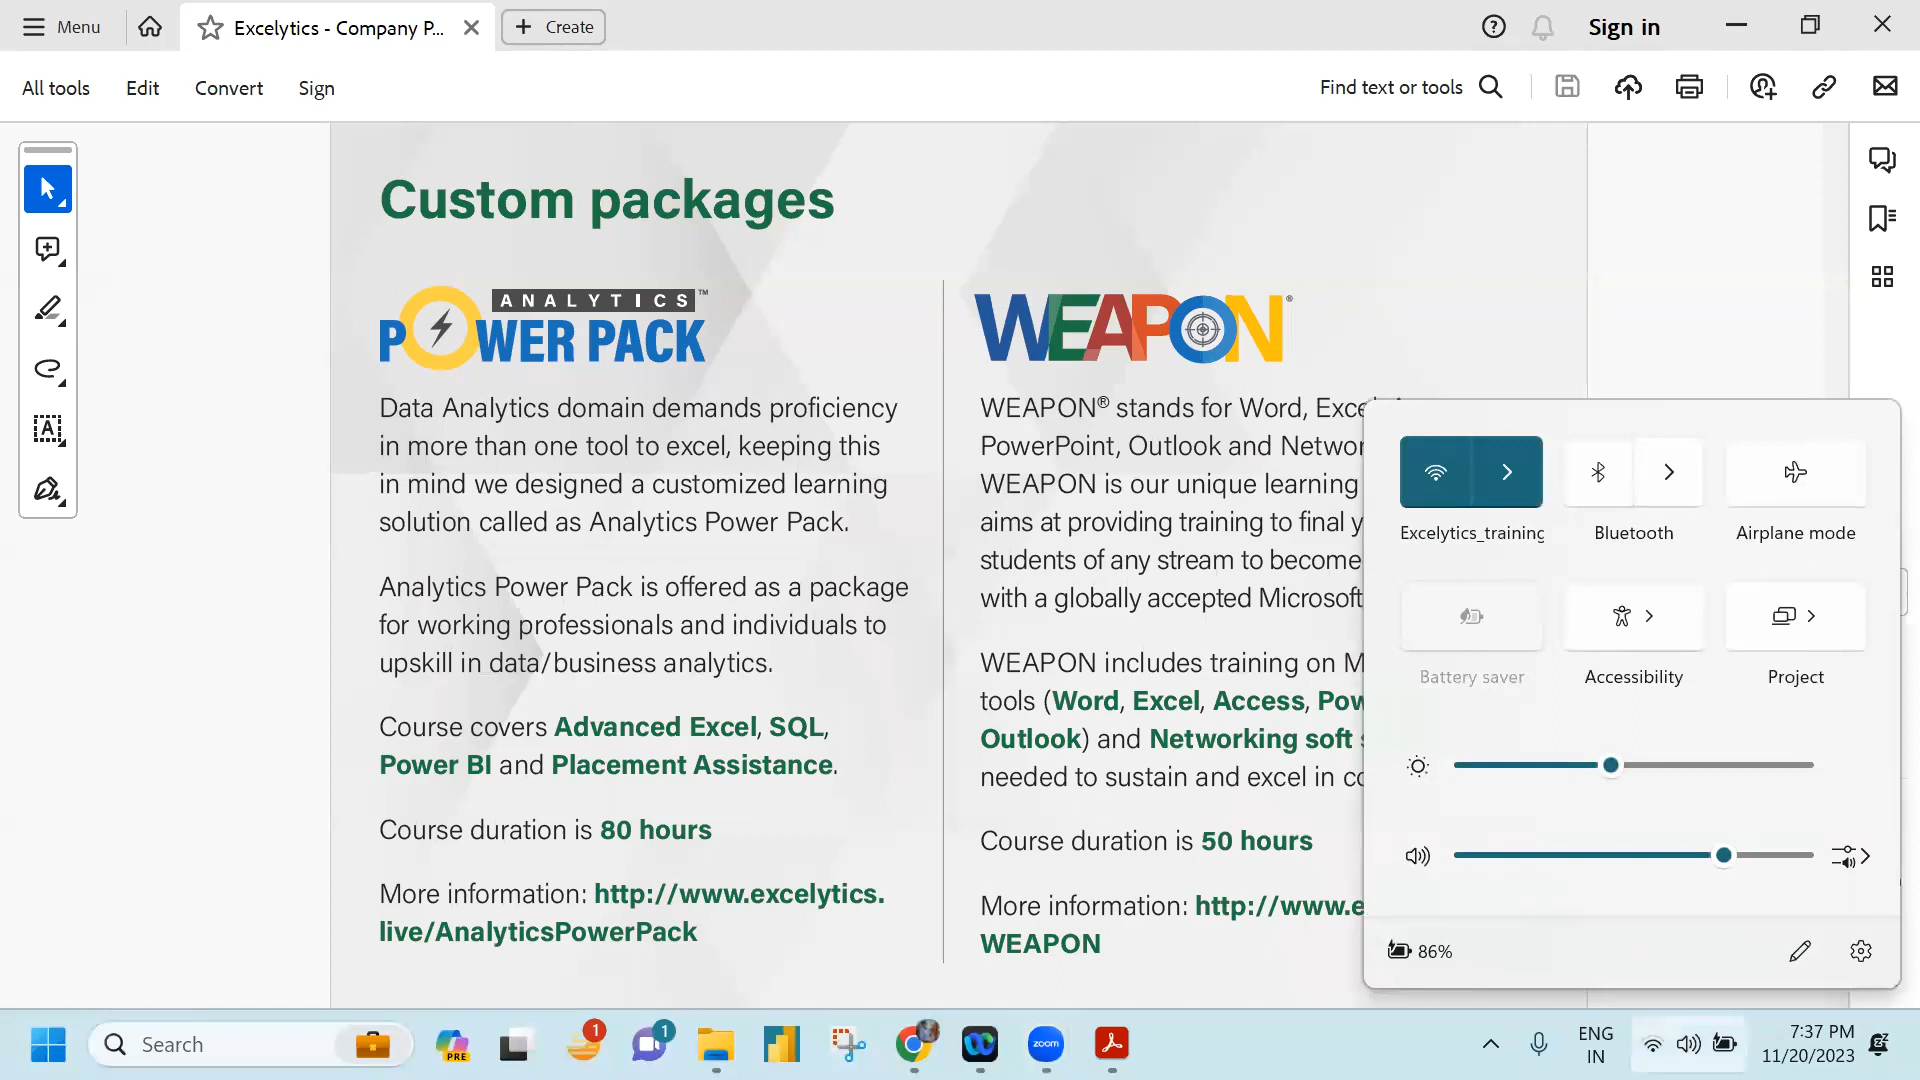 Menu
Excelytics - Company P...
Create
Sign in
All tools
Edit
Convert
Sign
Find text or tools
Custom packages
ANALYTICS™
POWER PACK
Data Analytics domain demands proficiency
in more than one tool to excel, keeping this
in mind we designed a customized learning
solution called as Analytics Power Pack.
Analytics Power Pack is offered as a package
for working professionals and individuals to
upskill in data/business analytics.
Course covers Advanced Excel, SQL,
Power BI and Placement Assistance.
Course duration is 80 hours
More information: http://www.excelytics.
live/AnalyticsPowerPack
WEAPON®
WEAPON® stands for Word, Exce
PowerPoint, Outlook and Networ
WEAPON is our unique learning
aims at providing training to final y
students of any stream to become
with a globally accepted Microsoft
WEAPON includes training on M
tools (Word, Excel, Access, Pow
Outlook) and Networking soft s
needed to sustain and excel in co
Course duration is 50 hours
More information: http://www.e
WEAPON
Excelytics_training
Bluetooth
Airplane mode
Battery saver
Accessibility
Project
86%
Search
PRE
1
1
zoom
ENG
IN
7:37 PM
11/20/2023